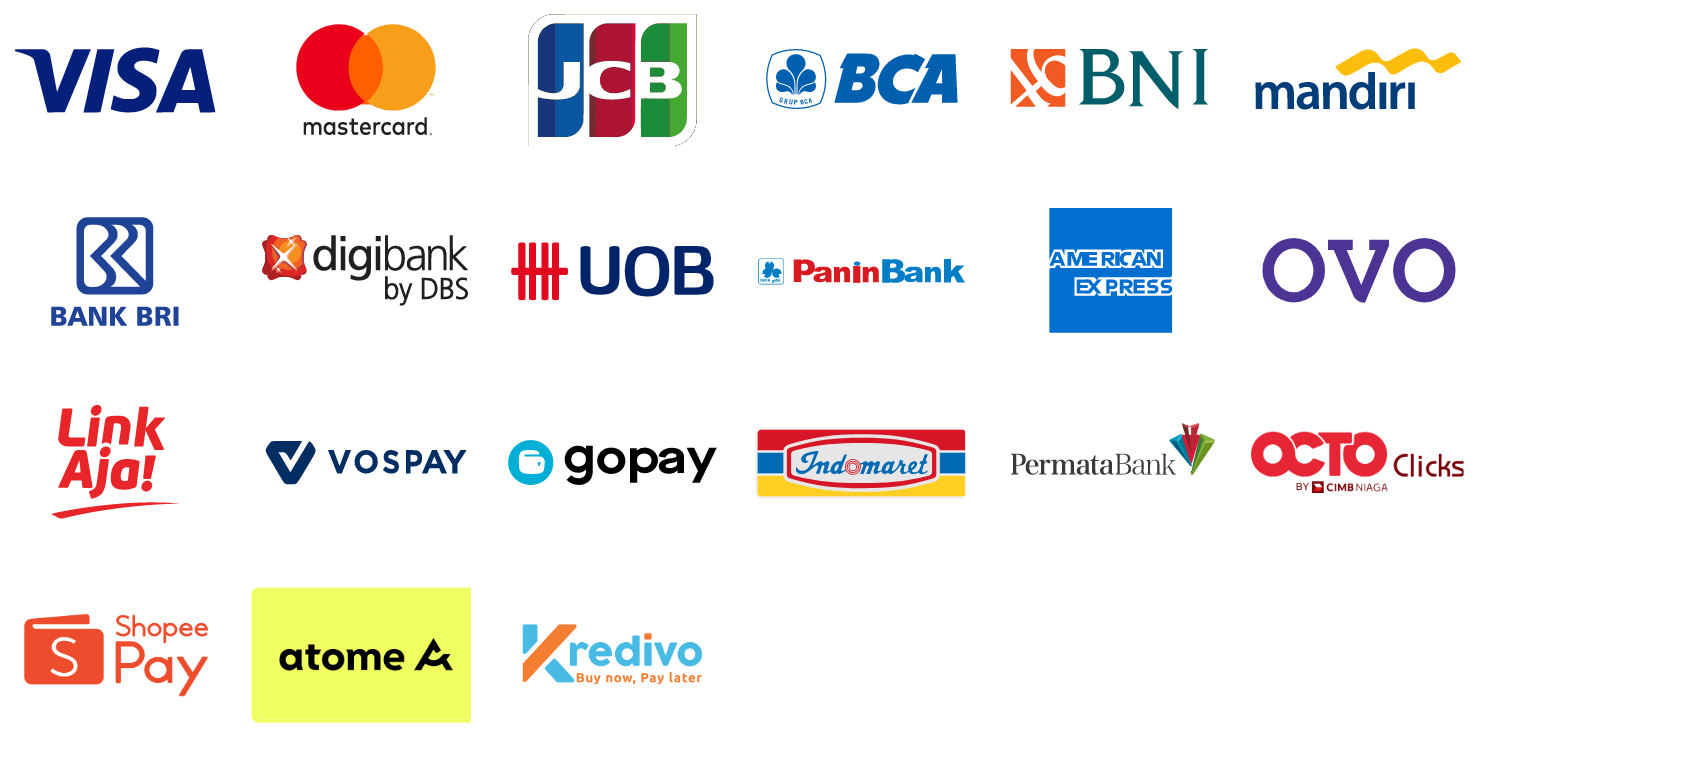 VISA
mastercard.
JCB
GRUP BCA
BCA
BNI
mandiri
BANK BRI
digibank
by DBS
UOB
PaninBank
AMERICAN
EXPRESS
OVO
Link
Aja!
VOSPAY
gopay
Indomaret
PermataBank
OCTO Clicks
BY CIMB NIAGA
S
Shopee
Pay
atome A
Kredivo
Buy now, Pay later